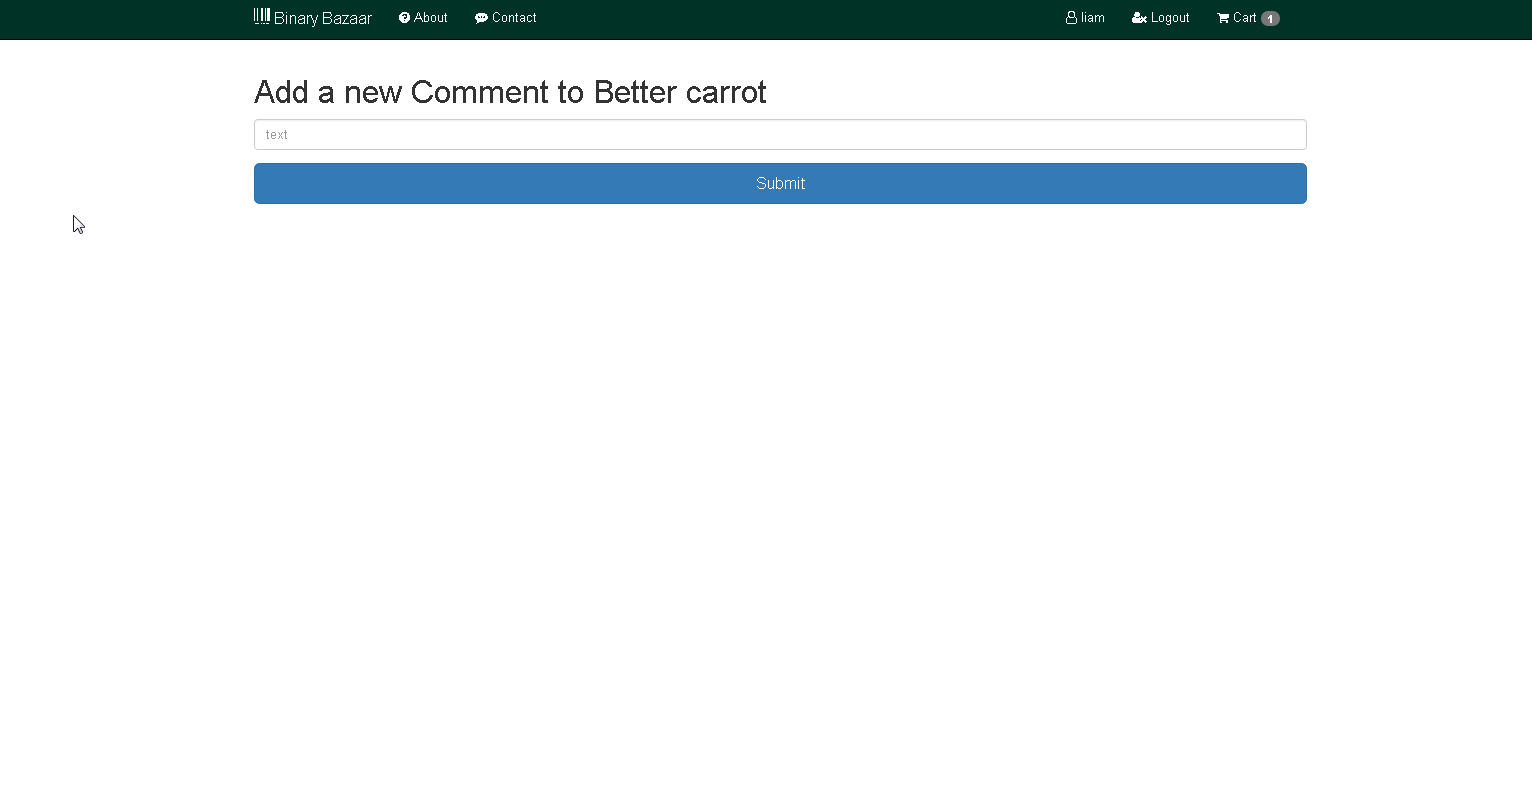 Binary Bazaar About Contact liam Logout Cart 1
Add a new Comment to Better carrot
text
Submit